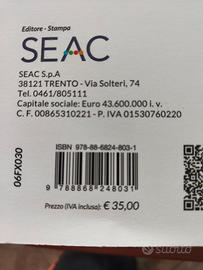 Editore - Stampa
SEAC
SEAC S.p.A
38121 TRENTO - Via Solteri, 74
Tel. 0461/805111
Capitale sociale: Euro 43.600.000 i. v.
C. F. 00865310221 - P. IVA 01530760220
06FX030
ISBN 978-88-6824-803-1
9 788868 248031
Prezzo (IVA inclusa): € 35,00
subito